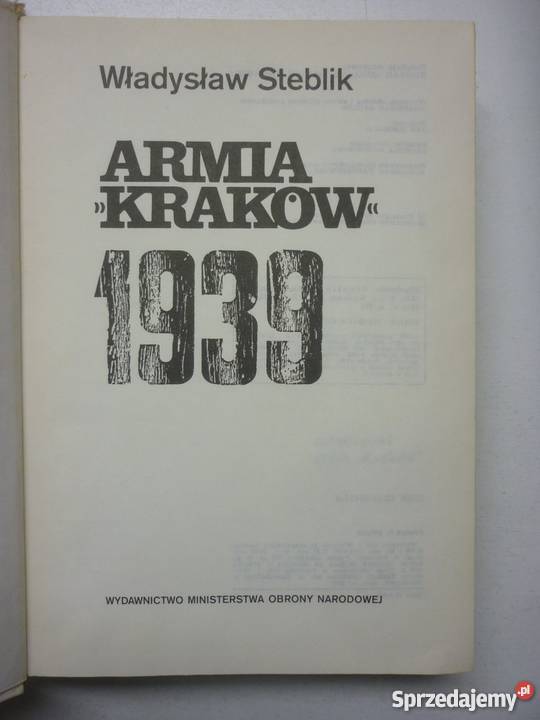 Władysław Steblik
ARMIA
»KRAKÓW«
1939
WYDAWNICTWO MINISTERSTWA OBRONY NARODOWEJ
Sprzedajemy.pl